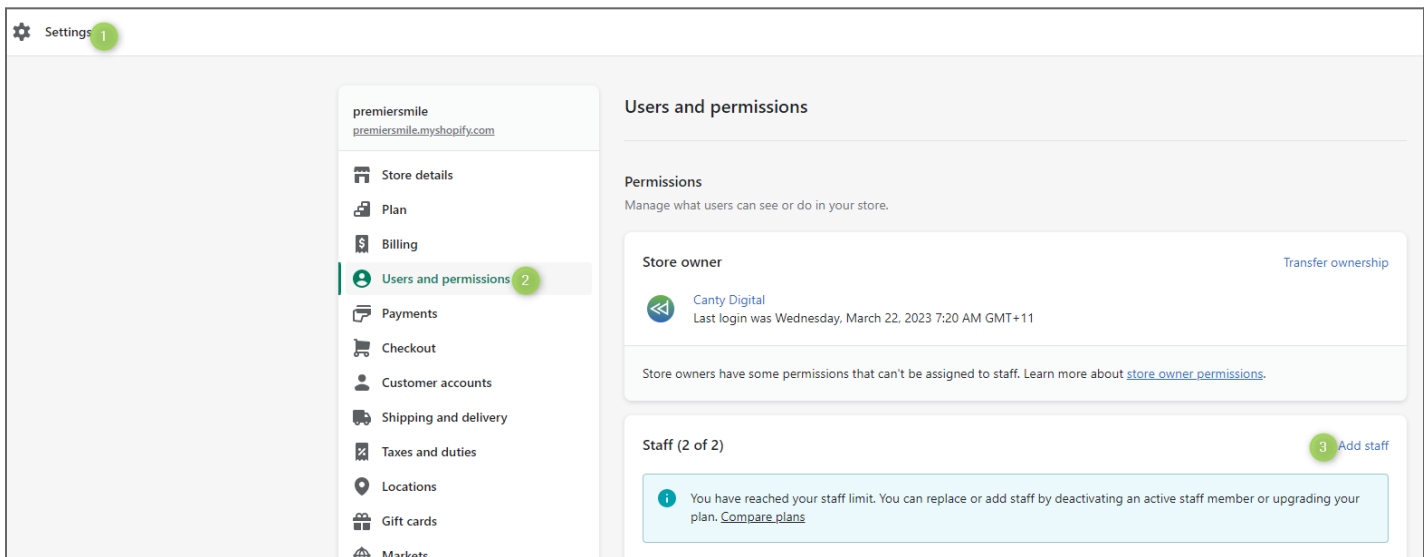 Settings 1
premiersmile
premiersmile.myshopify.com
Store details
Plan
Billing
Users and permissions 2
Payments
Checkout
Customer accounts
Shipping and delivery
Taxes and duties
Locations
Gift cards
Markets
Users and permissions
Permissions
Manage what users can see or do in your store.
Store owner
Transfer ownership
Canty Digital
Last login was Wednesday, March 22, 2023 7:20 AM GMT+11
Store owners have some permissions that can't be assigned to staff. Learn more about store owner permissions.
Staff (2 of 2)
3 Add staff
You have reached your staff limit. You can replace or add staff by deactivating an active staff member or upgrading your
plan. Compare plans